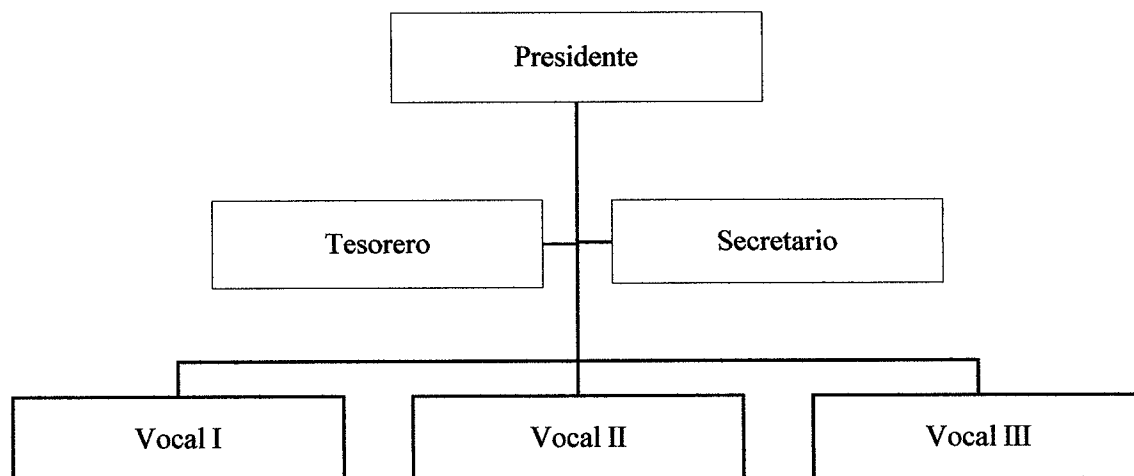 Presidente
Tesorero
Secretario
Vocal I
Vocal II
Vocal III